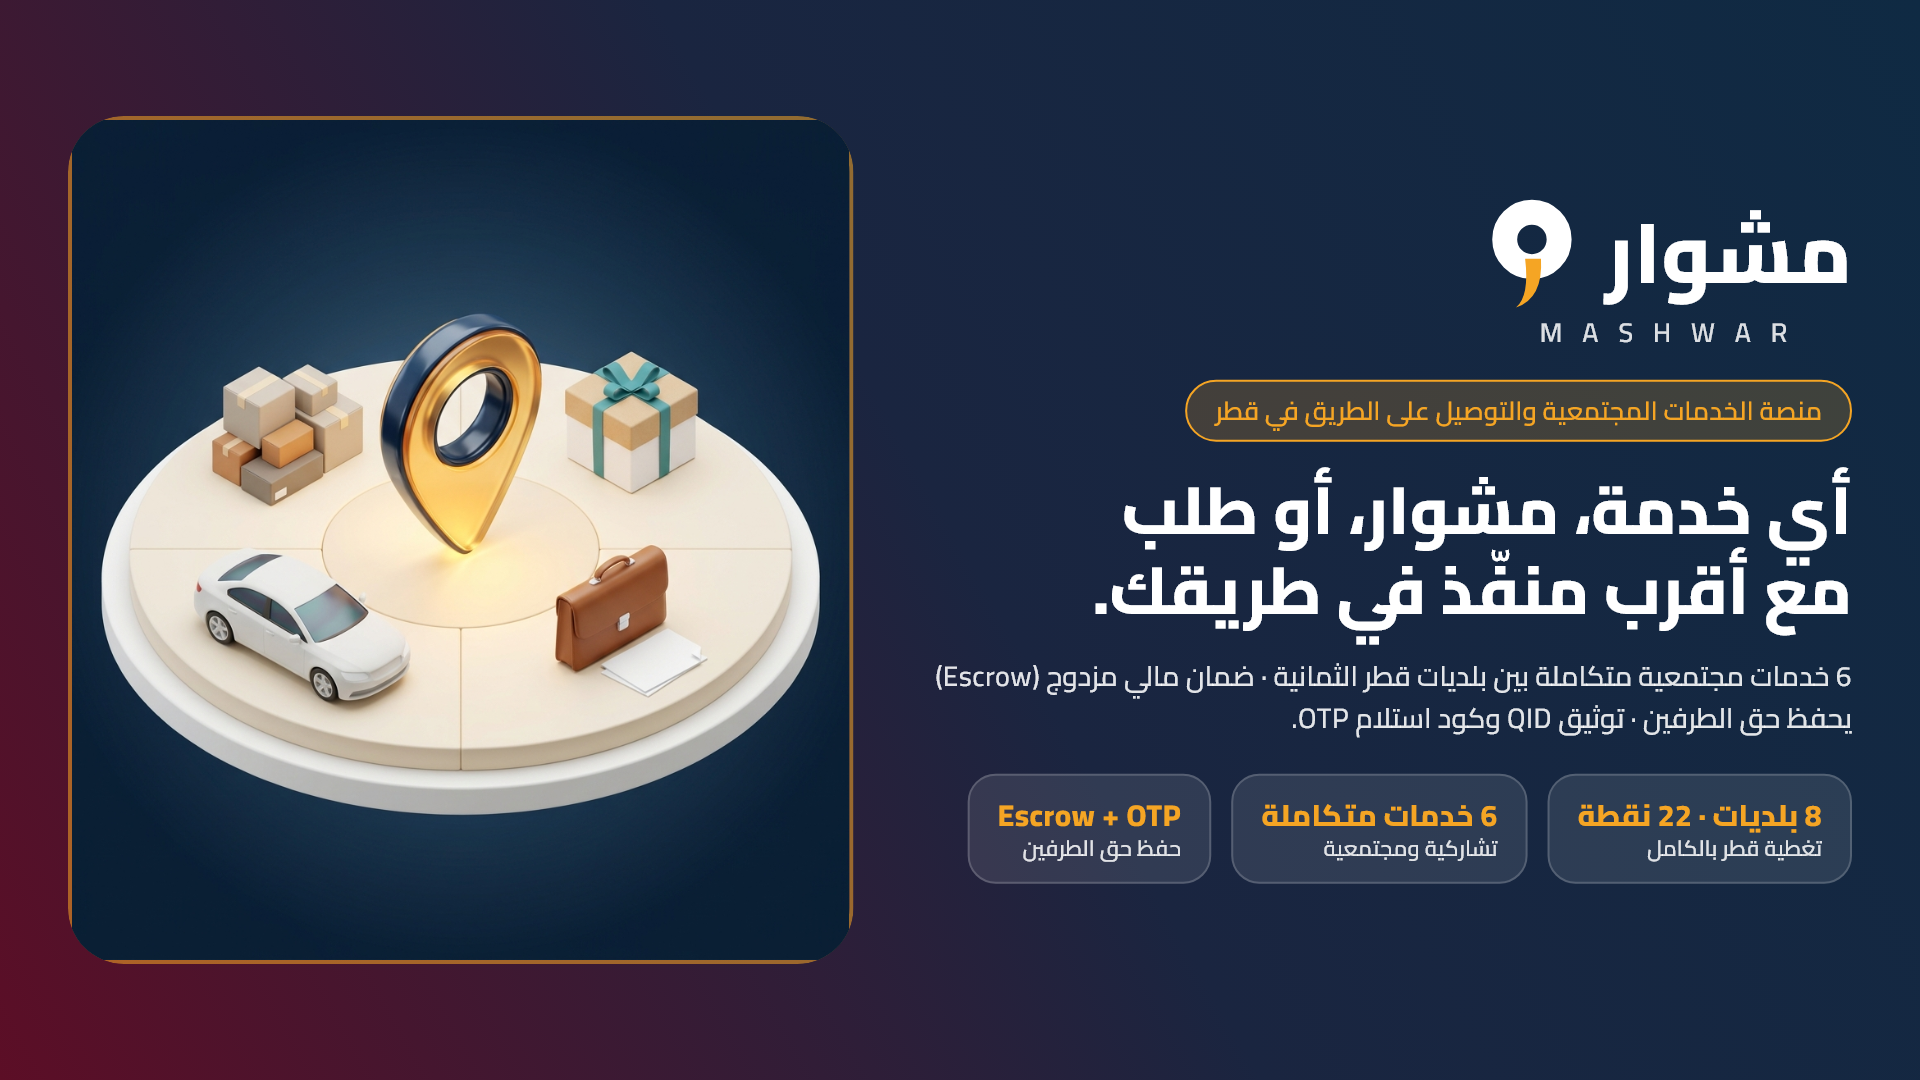 مشوار
MASHWAR
منصة الخدمات المجتمعية والتوصيل على الطريق في قطر
أي خدمة، مشوار، أو طلب
مع أقرب منفّذ في طريقك.
6 خدمات مجتمعية متكاملة بين بلديات قطر الثمانية · ضمان مالي مزدوج (Escrow)
يحفظ حق الطرفين · توثيق QID وكود استلام OTP.
8 بلديات · 22 نقطة
تغطية قطر بالكامل
6 خدمات متكاملة
تشاركية ومجتمعية
Escrow + OTP
حفظ حق الطرفين